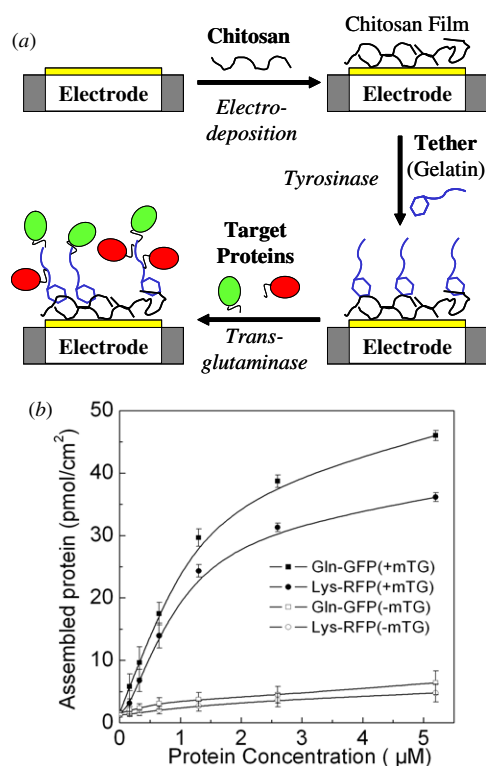 (a)
Chitosan
Electro-
deposition
Chitosan Film
Electrode
Electrode
Tyrosinase
Tether
(Gelatin)
Target
Proteins
Trans-
glutaminase
Electrode
Electrode
(b)
Assembled protein (pmol/cm²)
50
40
30
20
10
0
Gln-GFP(+mTG)
Lys-RFP(+mTG)
Gln-GFP(-mTG)
Lys-RFP(-mTG)
0 1 2 3 4 5
Protein Concentration ( µM)